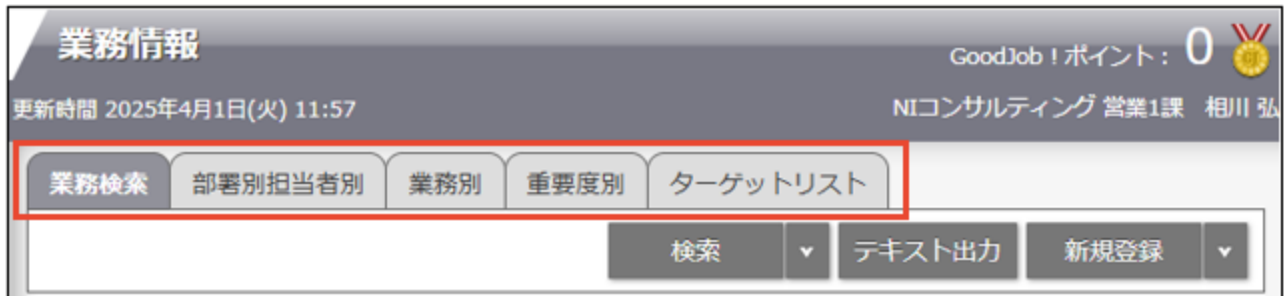 業務情報
GoodJob！ポイント： 0
更新時間 2025年4月1日(火) 11:57
NIコンサルティング 営業1課 相川 弘
業務検索 部署別担当者別 業務別 重要度別 ターゲットリスト
検索 テキスト出力 新規登録